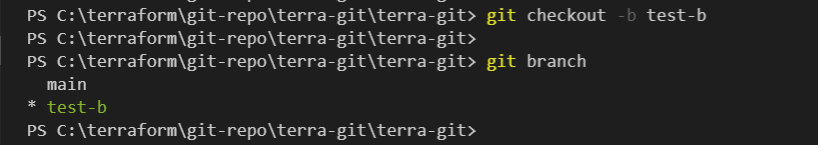 PS C:\terraform\git-repo\terra-git\terra-git> git checkout -b test-b
PS C:\terraform\git-repo\terra-git\terra-git>
PS C:\terraform\git-repo\terra-git\terra-git> git branch
  main
* test-b
PS C:\terraform\git-repo\terra-git\terra-git>